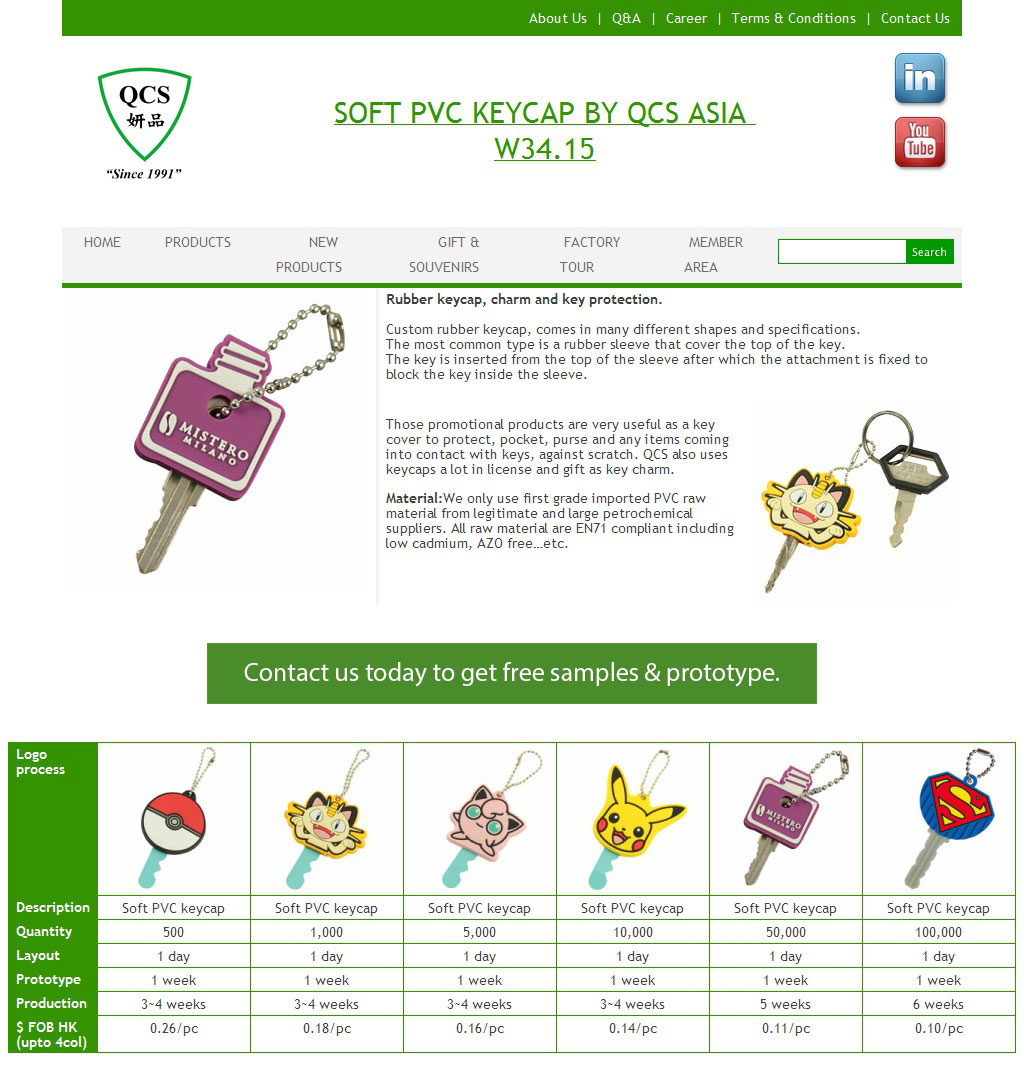 About Us | Q&A | Career | Terms & Conditions | Contact Us
QCS
妍品
“Since 1991”
SOFT PVC KEYCAP BY QCS ASIA
W34.15
in
You
Tube
HOME PRODUCTS NEW PRODUCTS GIFT & SOUVENIRS FACTORY TOUR MEMBER AREA Search
MISTERO
MILANO
Rubber keycap, charm and key protection.
Custom rubber keycap, comes in many different shapes and specifications.
The most common type is a rubber sleeve that cover the top of the key.
The key is inserted from the top of the sleeve after which the attachment is fixed to
block the key inside the sleeve.
Those promotional products are very useful as a key
cover to protect, pocket, purse and any items coming
into contact with keys, against scratch. QCS also uses
keycaps a lot in license and gift as key charm.
Material:We only use first grade imported PVC raw
material from legitimate and large petrochemical
suppliers. All raw material are EN71 compliant including
low cadmium, AZO free...etc.
Contact us today to get free samples & prototype.
Logo
process
MISTERO
MILANO
S
Description Soft PVC keycap Soft PVC keycap Soft PVC keycap Soft PVC keycap Soft PVC keycap Soft PVC keycap
Quantity 500 1,000 5,000 10,000 50,000 100,000
Layout 1 day 1 day 1 day 1 day 1 day 1 day
Prototype 1 week 1 week 1 week 1 week 1 week 1 week
Production 3~4 weeks 3~4 weeks 3~4 weeks 3~4 weeks 5 weeks 6 weeks
$ FOB HK 0.26/pc 0.18/pc 0.16/pc 0.14/pc 0.11/pc 0.10/pc
(upto 4col)